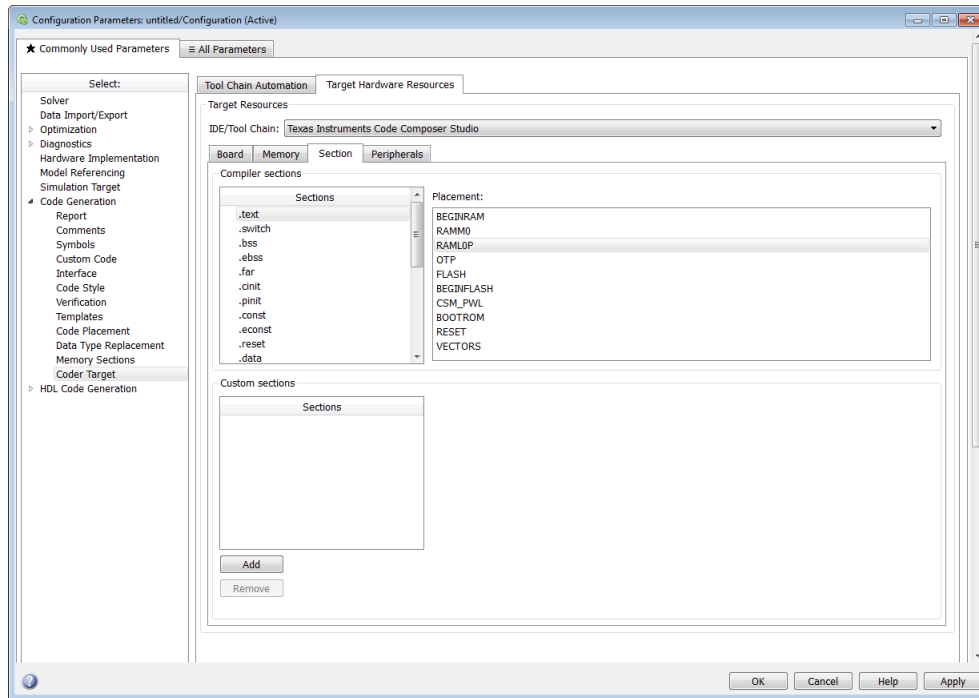 Configuration Parameters: untitled/Configuration (Active)
★ Commonly Used Parameters
≡ All Parameters
Select:
Solver
Data Import/Export
Optimization
Diagnostics
Hardware Implementation
Model Referencing
Simulation Target
Code Generation
Report
Comments
Symbols
Custom Code
Interface
Code Style
Verification
Templates
Code Placement
Data Type Replacement
Memory Sections
Coder Target
HDL Code Generation
Tool Chain Automation
Target Hardware Resources
Target Resources
IDE/Tool Chain: Texas Instruments Code Composer Studio
Board
Memory
Section
Peripherals
Compiler sections
Sections
.text
.switch
.bss
.ebss
.far
.cinit
.pinit
.const
.econst
.reset
.data
Placement:
BEGINRAM
RAMM0
RAML0P
OTP
FLASH
BEGINFLASH
CSM_PWL
BOOTROM
RESET
VECTORS
Custom sections
Sections
Add
Remove
OK
Cancel
Help
Apply